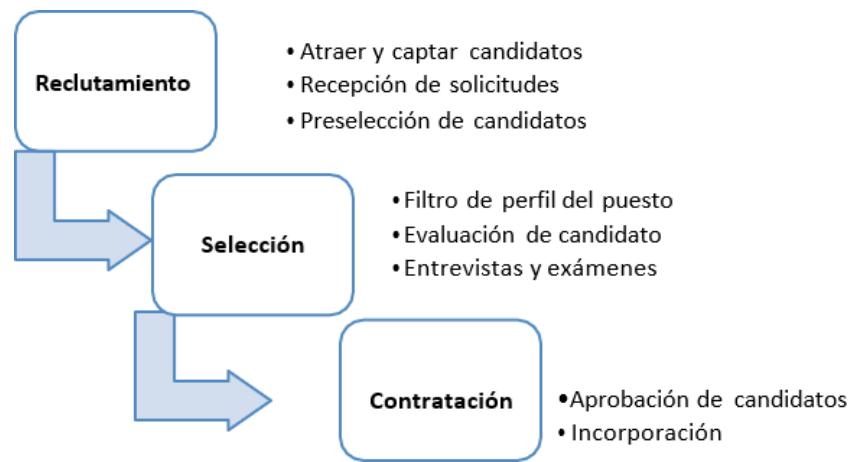 Reclutamiento
• Atraer y captar candidatos
• Recepción de solicitudes
• Preselección de candidatos
Selección
• Filtro de perfil del puesto
• Evaluación de candidato
• Entrevistas y exámenes
Contratación
• Aprobación de candidatos
• Incorporación